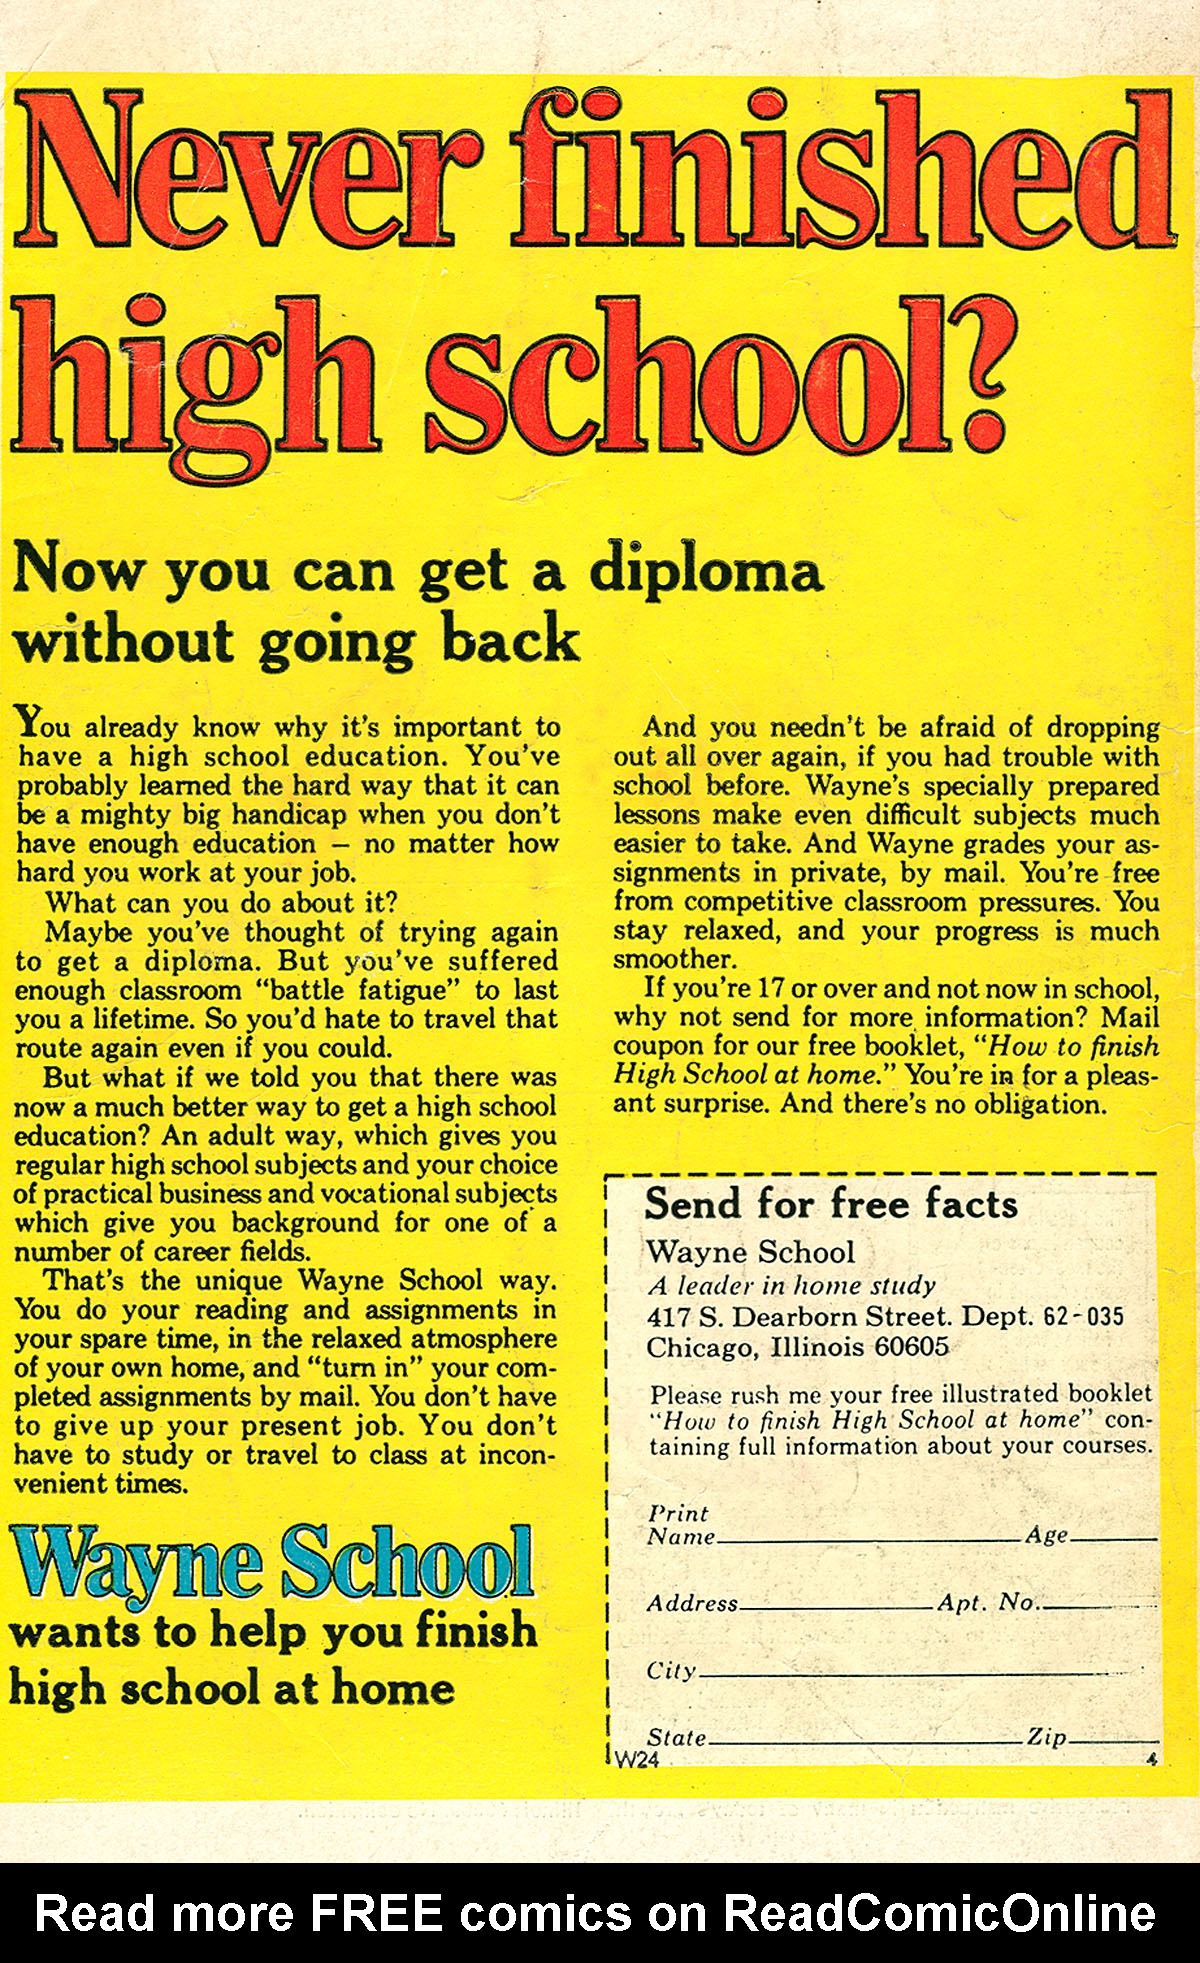 Never finished
high school?
Now you can get a diploma
without going back
You already know why it's important to
have a high school education. You've
probably learned the hard way that it can
be a mighty big handicap when you don't
have enough education — no matter how
hard you work at your job.
What can you do about it?
Maybe you've thought of trying again
to get a diploma. But you've suffered
enough classroom "battle fatigue" to last
you a lifetime. So you'd hate to travel that
route again even if you could.
But what if we told you that there was
now a much better way to get a high school
education? An adult way, which gives you
regular high school subjects and your choice
of practical business and vocational subjects
which give you background for one of a
number of career fields.
That's the unique Wayne School way.
You do your reading and assignments in
your spare time, in the relaxed atmosphere
of your own home, and "turn in" your com-
pleted assignments by mail. You don't have
to give up your present job. You don't
have to study or travel to class at incon-
venient times.
Wayne School
wants to help you finish
high school at home
And you needn't be afraid of dropping
out all over again, if you had trouble with
school before. Wayne's specially prepared
lessons make even difficult subjects much
easier to take. And Wayne grades your as-
signments in private, by mail. You're free
from competitive classroom pressures. You
stay relaxed, and your progress is much
smoother.
If you're 17 or over and not now in school,
why not send for more information? Mail
coupon for our free booklet, "How to finish
High School at home." You're in for a pleas-
ant surprise. And there's no obligation.
Send for free facts
Wayne School
A leader in home study
417 S. Dearborn Street. Dept. 62-035
Chicago, Illinois 60605
Please rush me your free illustrated booklet
"How to finish High School at home" con-
taining full information about your courses.
Print
Name Age
Address Apt. No.
City
State Zip
W24 4
Read more FREE comics on ReadComicOnline